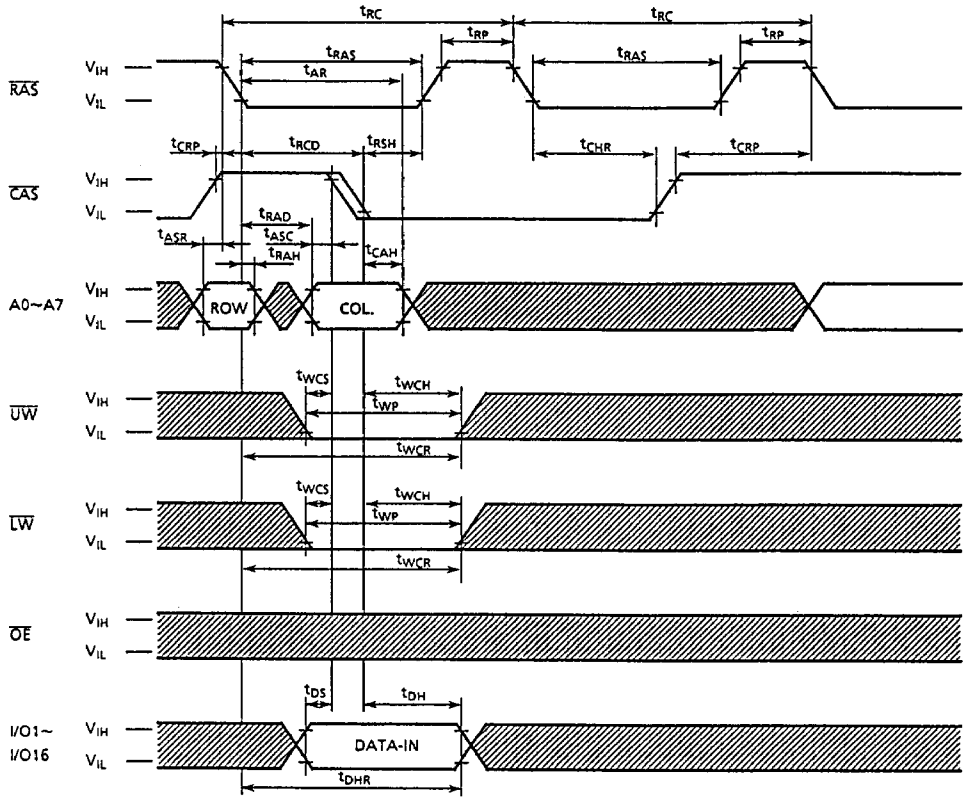 tRC tRC
tRP tRP
tRAS tRAS
tAR
RAS VIH
VIL
tCRP tRCD tRSH tCHR tCRP
CAS VIH
VIL
tRAD
tASR tASC
tRAH tCAH
A0~A7 VIH
ROW COL.
VIL
tWCS tWCH
UW VIH
tWP
VIL
tWCR
tWCS tWCH
LW VIH
tWP
VIL
tWCR
OE VIH
VIL
tDS tDH
I/O1~ VIH
I/O16 DATA-IN
VIL
tDHR